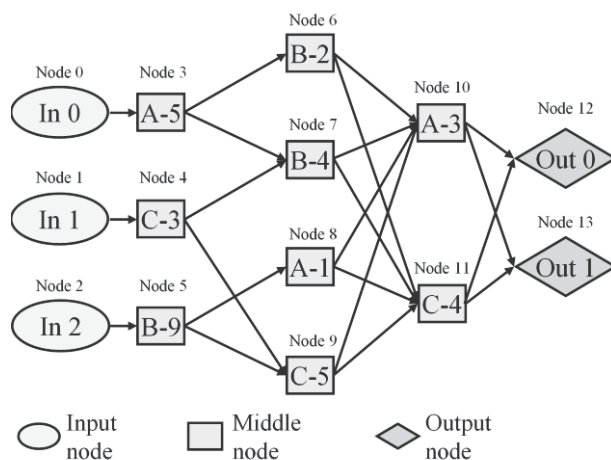 Node 0
In 0
Node 1
In 1
Node 2
In 2
Node 3
A-5
Node 4
C-3
Node 5
B-9
Node 6
B-2
Node 7
B-4
Node 8
A-1
Node 9
C-5
Node 10
A-3
Node 11
C-4
Node 12
Out 0
Node 13
Out 1
Input
node
Middle
node
Output
node